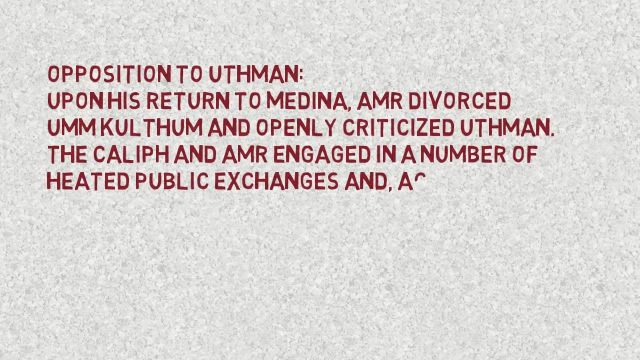 OPPOSITION TO UTHMAN:
UPON HIS RETURN TO MEDINA, AMR DIVORCED
UMM KULTHUM AND OPENLY CRITICIZED UTHMAN.
THE CALIPH AND AMR ENGAGED IN A NUMBER OF
HEATED PUBLIC EXCHANGES AND,